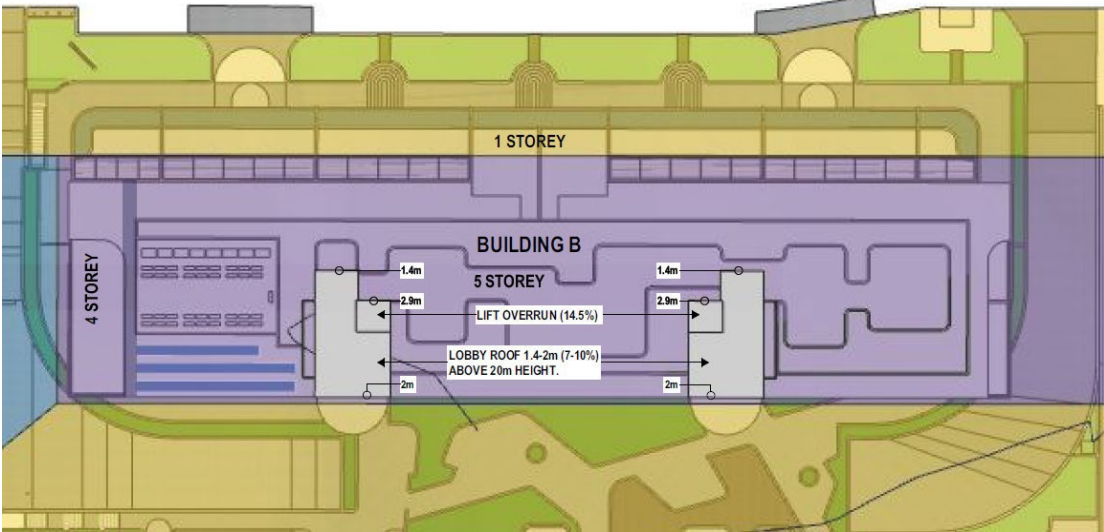 1 STOREY
BUILDING B
4 STOREY
5 STOREY
1.4m
1.4m
2.9m
2.9m
LIFT OVERRUN (14.5%)
LOBBY ROOF 1.4-2m (7-10%)
ABOVE 20m HEIGHT.
2m
2m